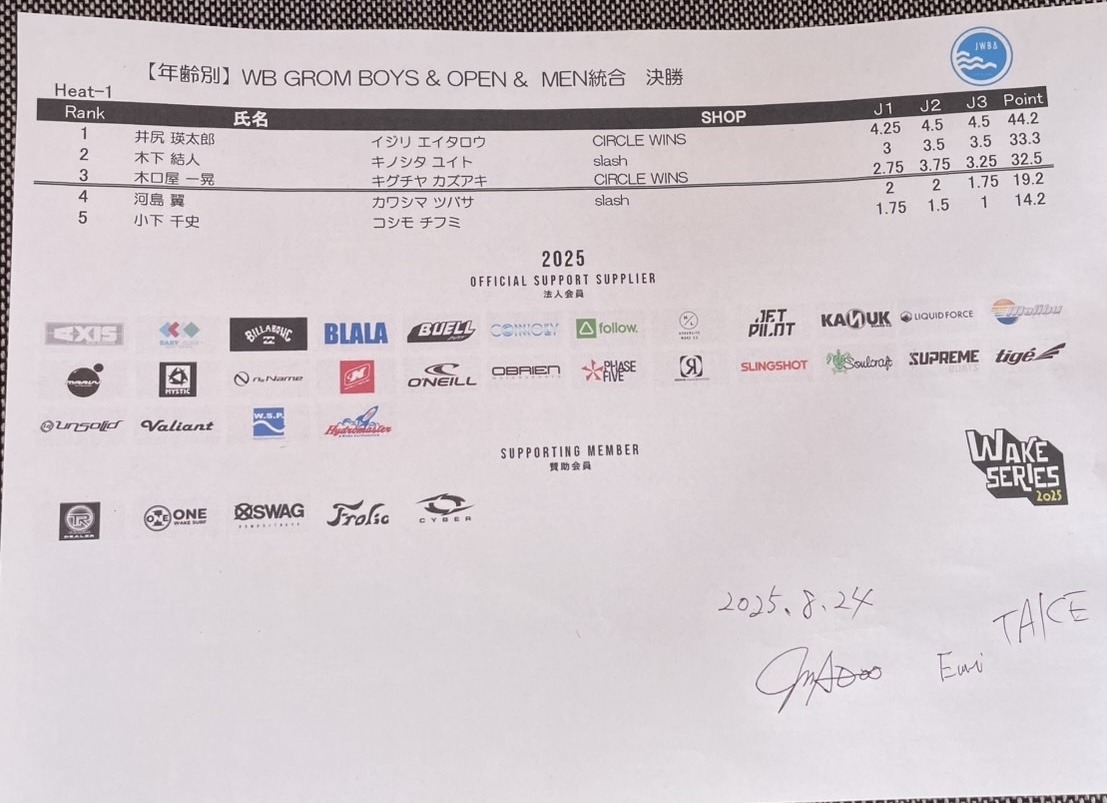 JWBA
【年齢別】WB GROM BOYS & OPEN & MEN統合 決勝
Heat-1
Rank 氏名 SHOP J1 J2 J3 Point
1 井尻 瑛太郎 イジリ エイタロウ CIRCLE WINS 4.25 4.5 4.5 44.2
2 木下 結人 キノシタ ユイト slash 3 3.5 3.5 33.3
3 木口屋 一晃 キグチヤ カズアキ CIRCLE WINS 2.75 3.75 3.25 32.5
4 河島 翼 カワシマ ツバサ slash 2 2 1.75 19.2
5 小下 千史 コシモ チフミ 1.75 1.5 1 14.2
2025
OFFICIAL SUPPORT SUPPLIER
法人会員
AXIS BILLABONG BLALA BUELL follow. JET PILOT KANUK LIQUID FORCE Malibu
MYSTIC NoName O'NEILL OBRIEN PHASE FIVE SLINGSHOT Soulcraft SUPREME tigé
unsolid Valiant W.S.P. Hydromaster
SUPPORTING MEMBER
賛助会員
TR DEALER ONE WAKE SURF SWAG Frolic CYBER
WAKE SERIES 2025
2025.8.24
TAKE
Emi